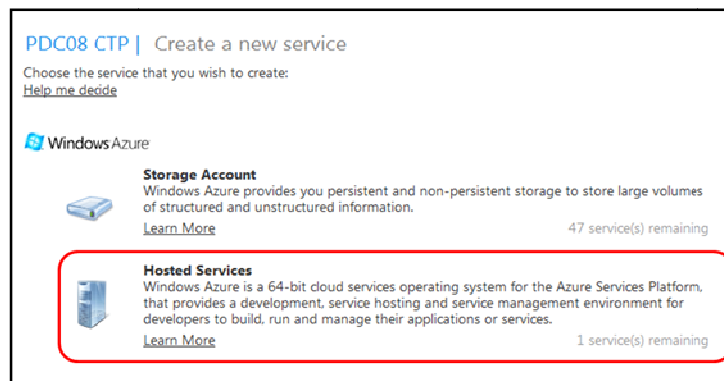 PDC08 CTP | Create a new service
Choose the service that you wish to create:
Help me decide
Windows Azure
Storage Account
Windows Azure provides you persistent and non-persistent storage to store large volumes
of structured and unstructured information.
Learn More 47 service(s) remaining
Hosted Services
Windows Azure is a 64-bit cloud services operating system for the Azure Services Platform,
that provides a development, service hosting and service management environment for
developers to build, run and manage their applications or services.
Learn More 1 service(s) remaining